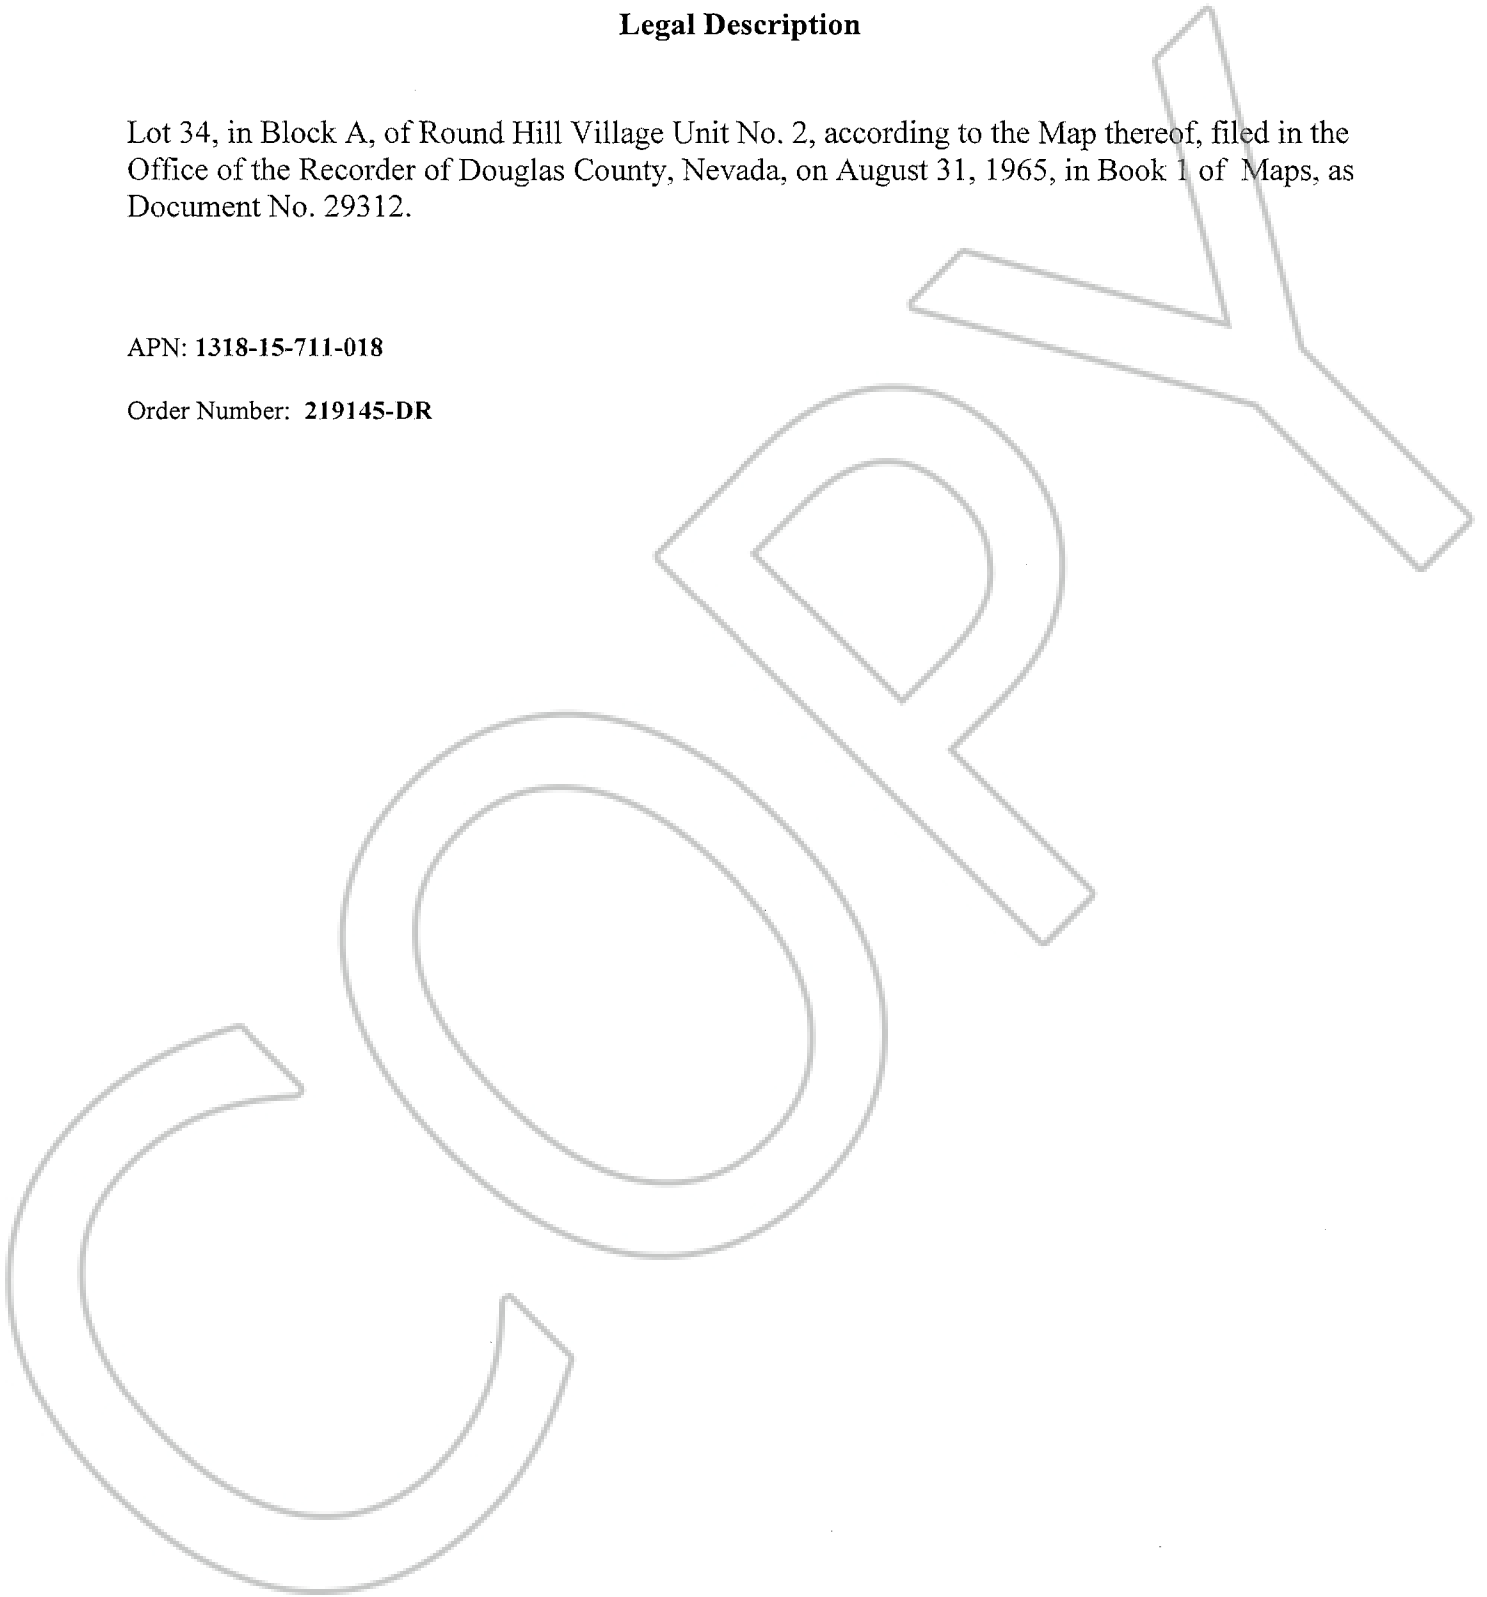 Legal Description
Lot 34, in Block A, of Round Hill Village Unit No. 2, according to the Map thereof, filed in the
Office of the Recorder of Douglas County, Nevada, on August 31, 1965, in Book 1 of Maps, as
Document No. 29312.
APN: 1318-15-711-018
Order Number: 219145-DR
COPY